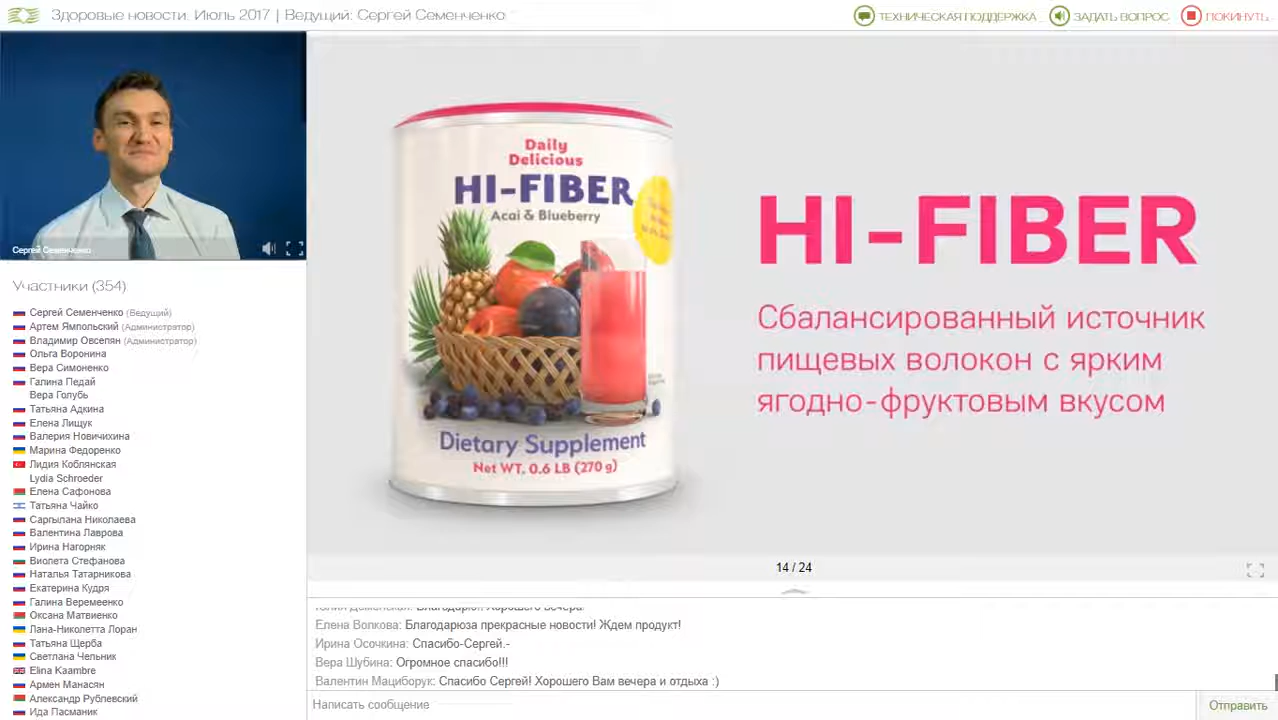 Здоровые новости. Июль 2017 | Ведущий: Сергей Семенченко
ТЕХНИЧЕСКАЯ ПОДДЕРЖКА
ЗАДАТЬ ВОПРОС
ПОКИНУТЬ
Сергей Семенченко
Участники (354)
Сергей Семенченко (Ведущий)
Артем Ямпольский (Администратор)
Владимир Овсепян (Администратор)
Ольга Воронина
Вера Симоненко
Галина Педай
Вера Голубь
Татьяна Адкина
Елена Лищук
Валерия Новичихина
Марина Федоренко
Лидия Коблянская
Lydia Schroeder
Елена Сафонова
Татьяна Чайко
Саргылана Николаева
Валентина Лаврова
Ирина Нагорняк
Виолета Стефанова
Наталья Татарникова
Екатерина Кудря
Галина Веремеенко
Оксана Матвиенко
Лана-Николетта Лоран
Татьяна Щерба
Светлана Чельник
Elina Kaambre
Армен Манасян
Александр Рублевский
Ида Пасманик
Daily
Delicious
HI-FIBER
Acai & Blueberry
Dietary Supplement
Net WT. 0.6 LB (270 g)
HI-FIBER
Сбалансированный источник
пищевых волокон с ярким
ягодно-фруктовым вкусом
14 / 24
Благодарю!! Хорошего вечера!
Елена Волкова: Благодарюза прекрасные новости! Ждем продукт!
Ирина Осочкина: Спасибо-Сергей.-
Вера Шубина: Огромное спасибо!!!
Валентин Мациборук: Спасибо Сергей! Хорошего Вам вечера и отдыха :)
Написать сообщение
Отправить